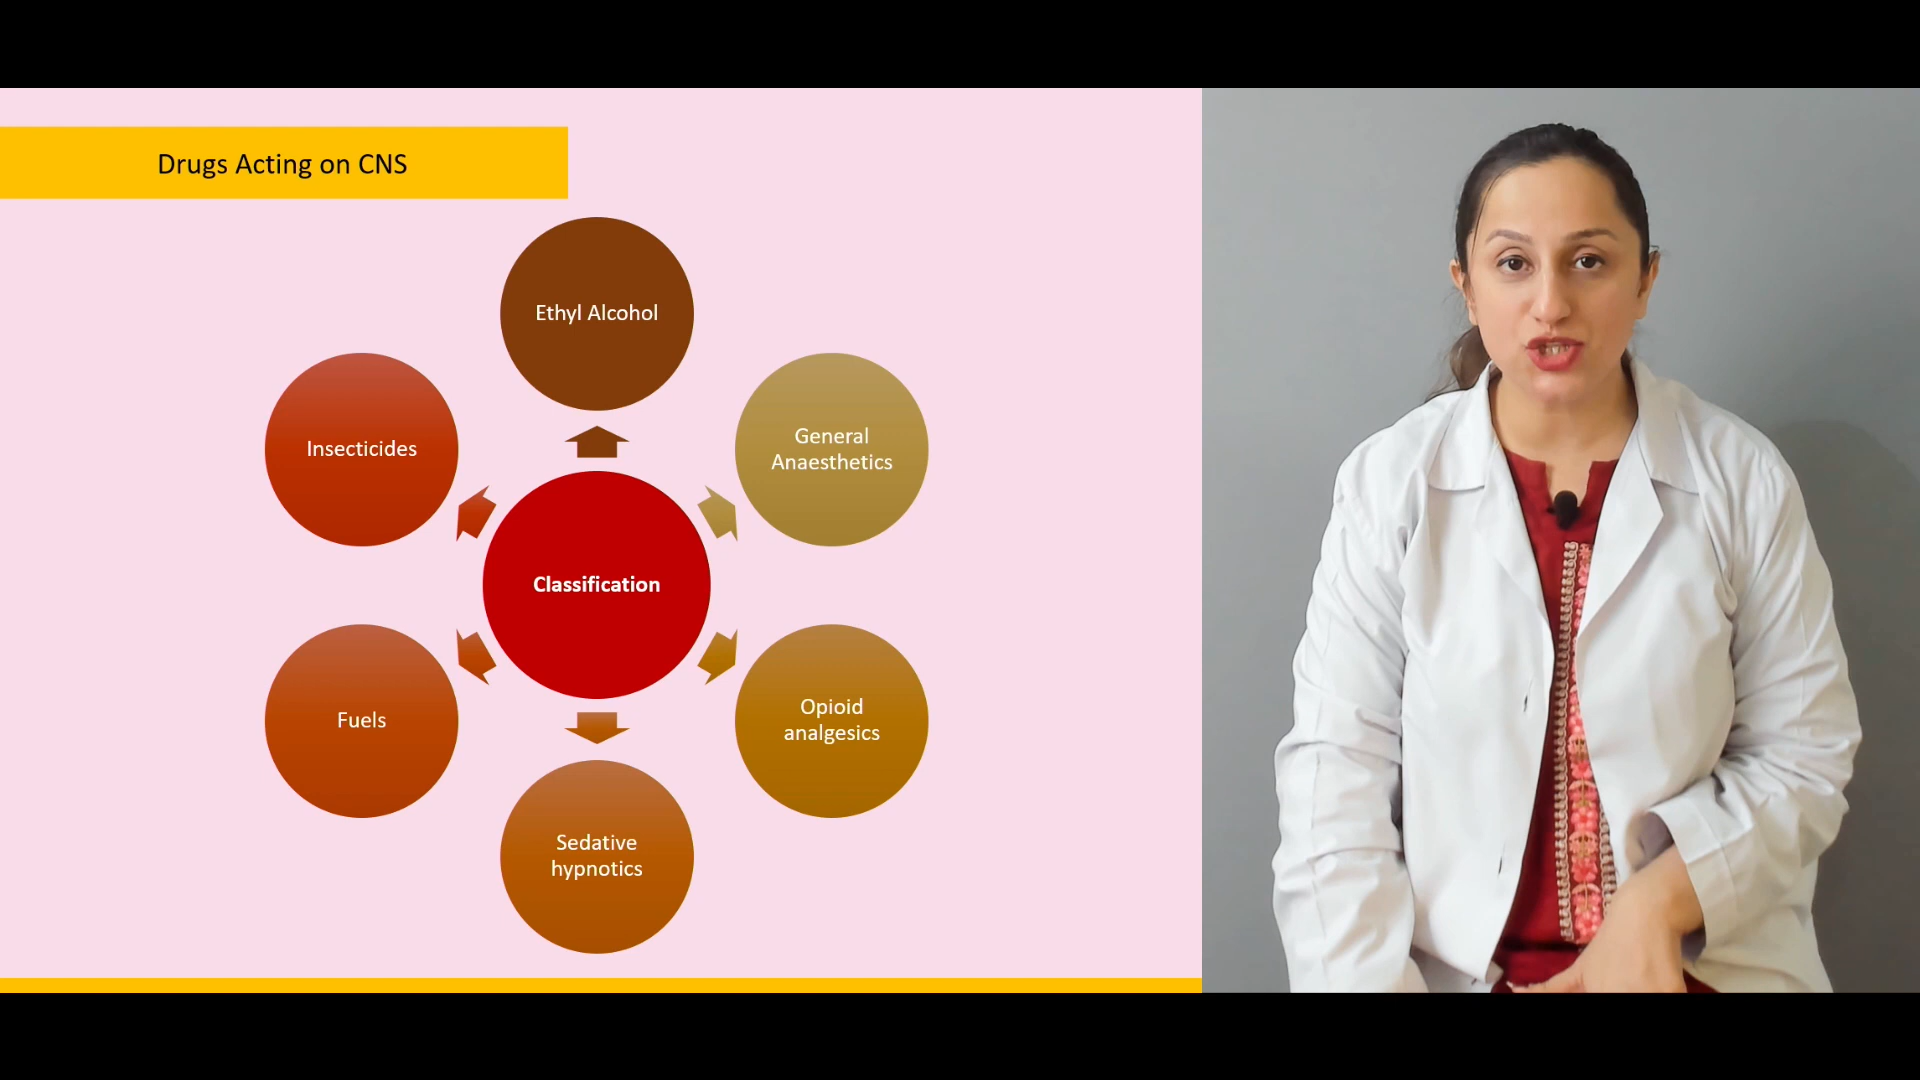 Drugs Acting on CNS
Ethyl Alcohol
General
Anaesthetics
Opioid
analgesics
Sedative
hypnotics
Fuels
Insecticides
Classification